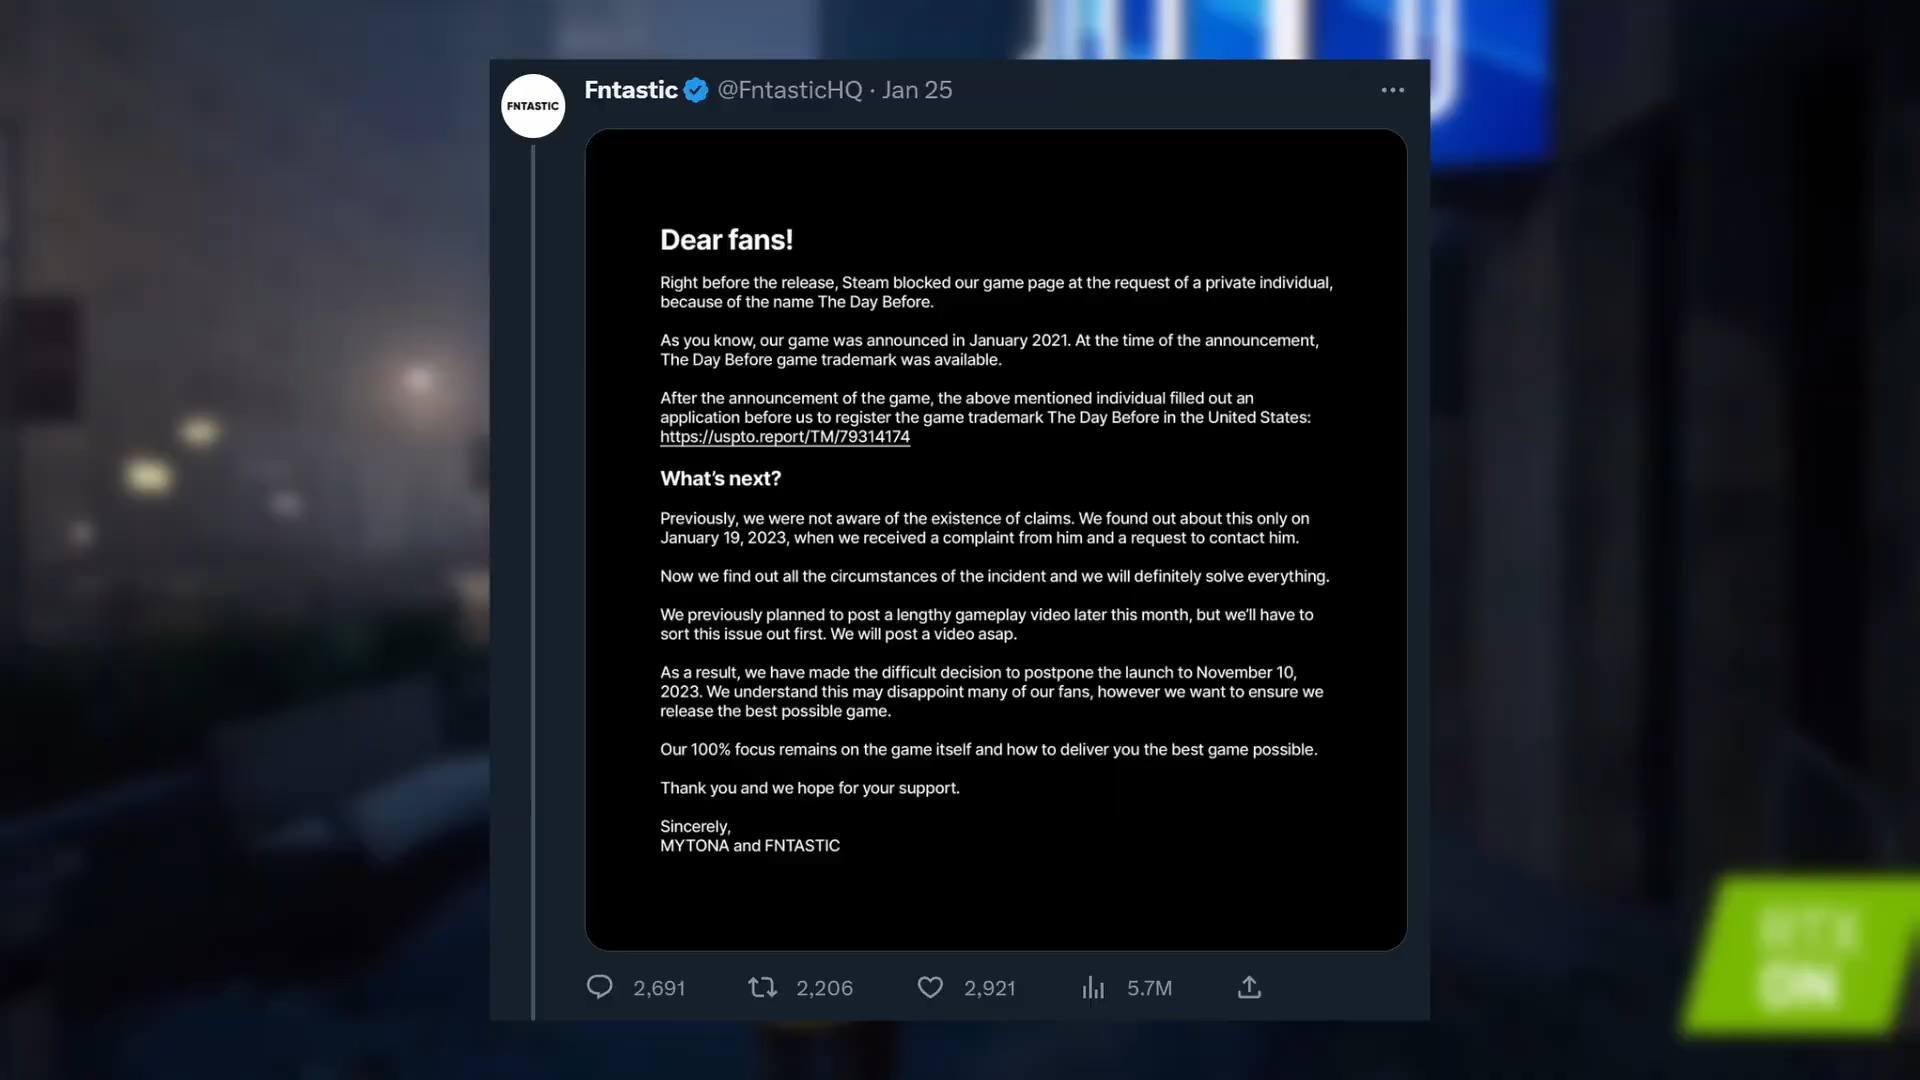 FNTASTIC
Fntastic @FntasticHQ · Jan 25
Dear fans!
Right before the release, Steam blocked our game page at the request of a private individual,
because of the name The Day Before.
As you know, our game was announced in January 2021. At the time of the announcement,
The Day Before game trademark was available.
After the announcement of the game, the above mentioned individual filled out an
application before us to register the game trademark The Day Before in the United States:
https://uspto.report/TM/79314174
What's next?
Previously, we were not aware of the existence of claims. We found out about this only on
January 19, 2023, when we received a complaint from him and a request to contact him.
Now we find out all the circumstances of the incident and we will definitely solve everything.
We previously planned to post a lengthy gameplay video later this month, but we'll have to
sort this issue out first. We will post a video asap.
As a result, we have made the difficult decision to postpone the launch to November 10,
2023. We understand this may disappoint many of our fans, however we want to ensure we
release the best possible game.
Our 100% focus remains on the game itself and how to deliver you the best game possible.
Thank you and we hope for your support.
Sincerely,
MYTONA and FNTASTIC
2,691 2,206 2,921 5.7M
RTX
ON